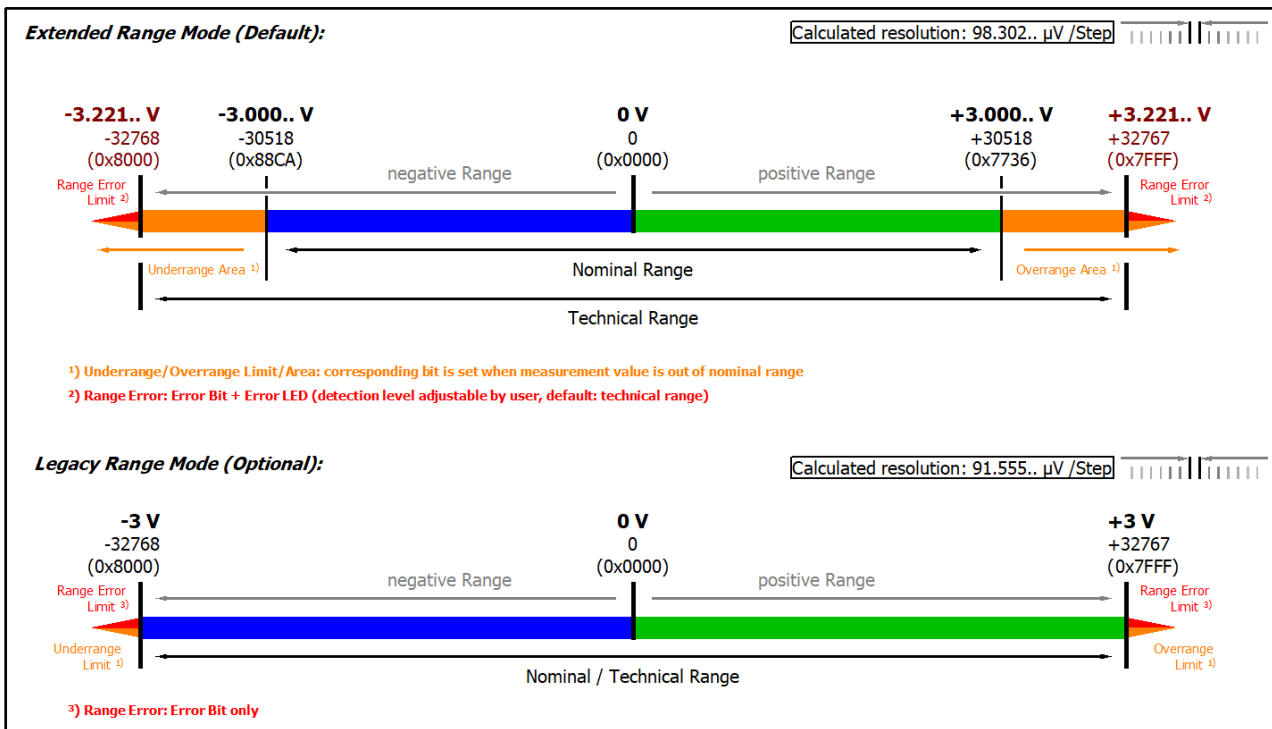 Extended Range Mode (Default):
Calculated resolution: 98.302.. µV /Step
-3.221.. V
-3.000.. V
0 V
+3.000.. V
+3.221.. V
-32768
-30518
0
+30518
+32767
(0x8000)
(0x88CA)
(0x0000)
(0x7736)
(0x7FFF)
negative Range
positive Range
Range Error
Limit ²⁾
Range Error
Limit ²⁾
Underrange Area ¹⁾
Nominal Range
Overrange Area ¹⁾
Technical Range
¹) Underrange/Overrange Limit/Area: corresponding bit is set when measurement value is out of nominal range
²) Range Error: Error Bit + Error LED (detection level adjustable by user, default: technical range)
Legacy Range Mode (Optional):
Calculated resolution: 91.555.. µV /Step
-3 V
0 V
+3 V
-32768
0
+32767
(0x8000)
(0x0000)
(0x7FFF)
negative Range
positive Range
Range Error
Limit ³⁾
Range Error
Limit ³⁾
Underrange
Limit ¹⁾
Overrange
Limit ¹⁾
Nominal / Technical Range
³) Range Error: Error Bit only